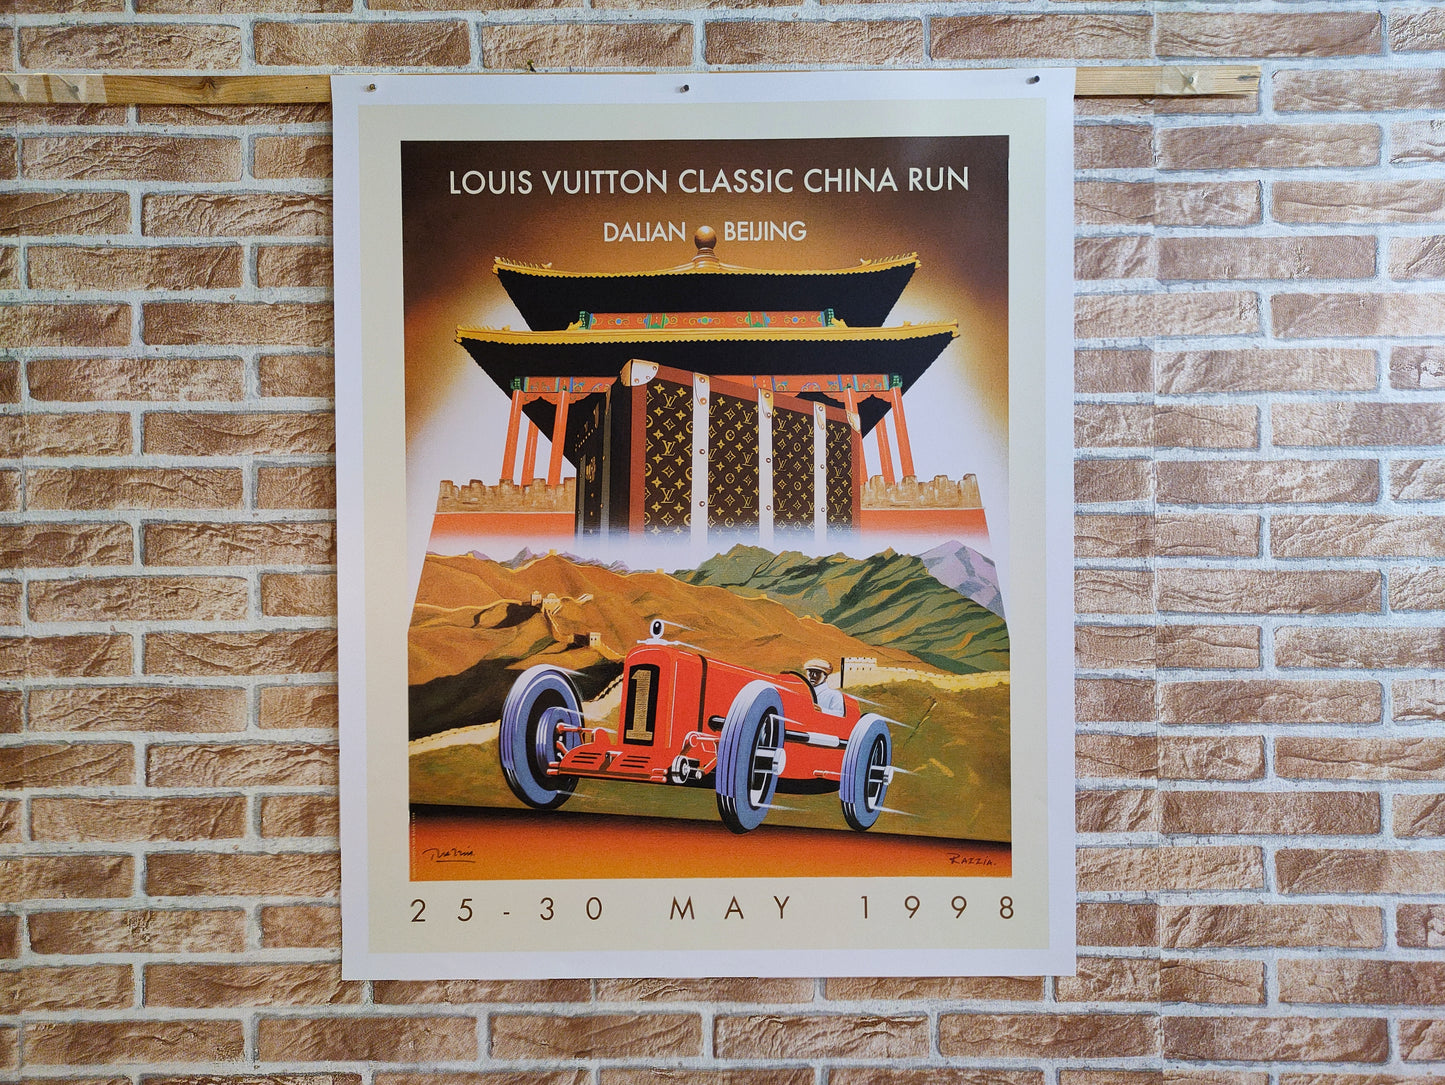 LOUIS VUITTON CLASSIC CHINA RUN
DALIAN BEIJING
1
25-30 MAY 1998
RAZZIA.